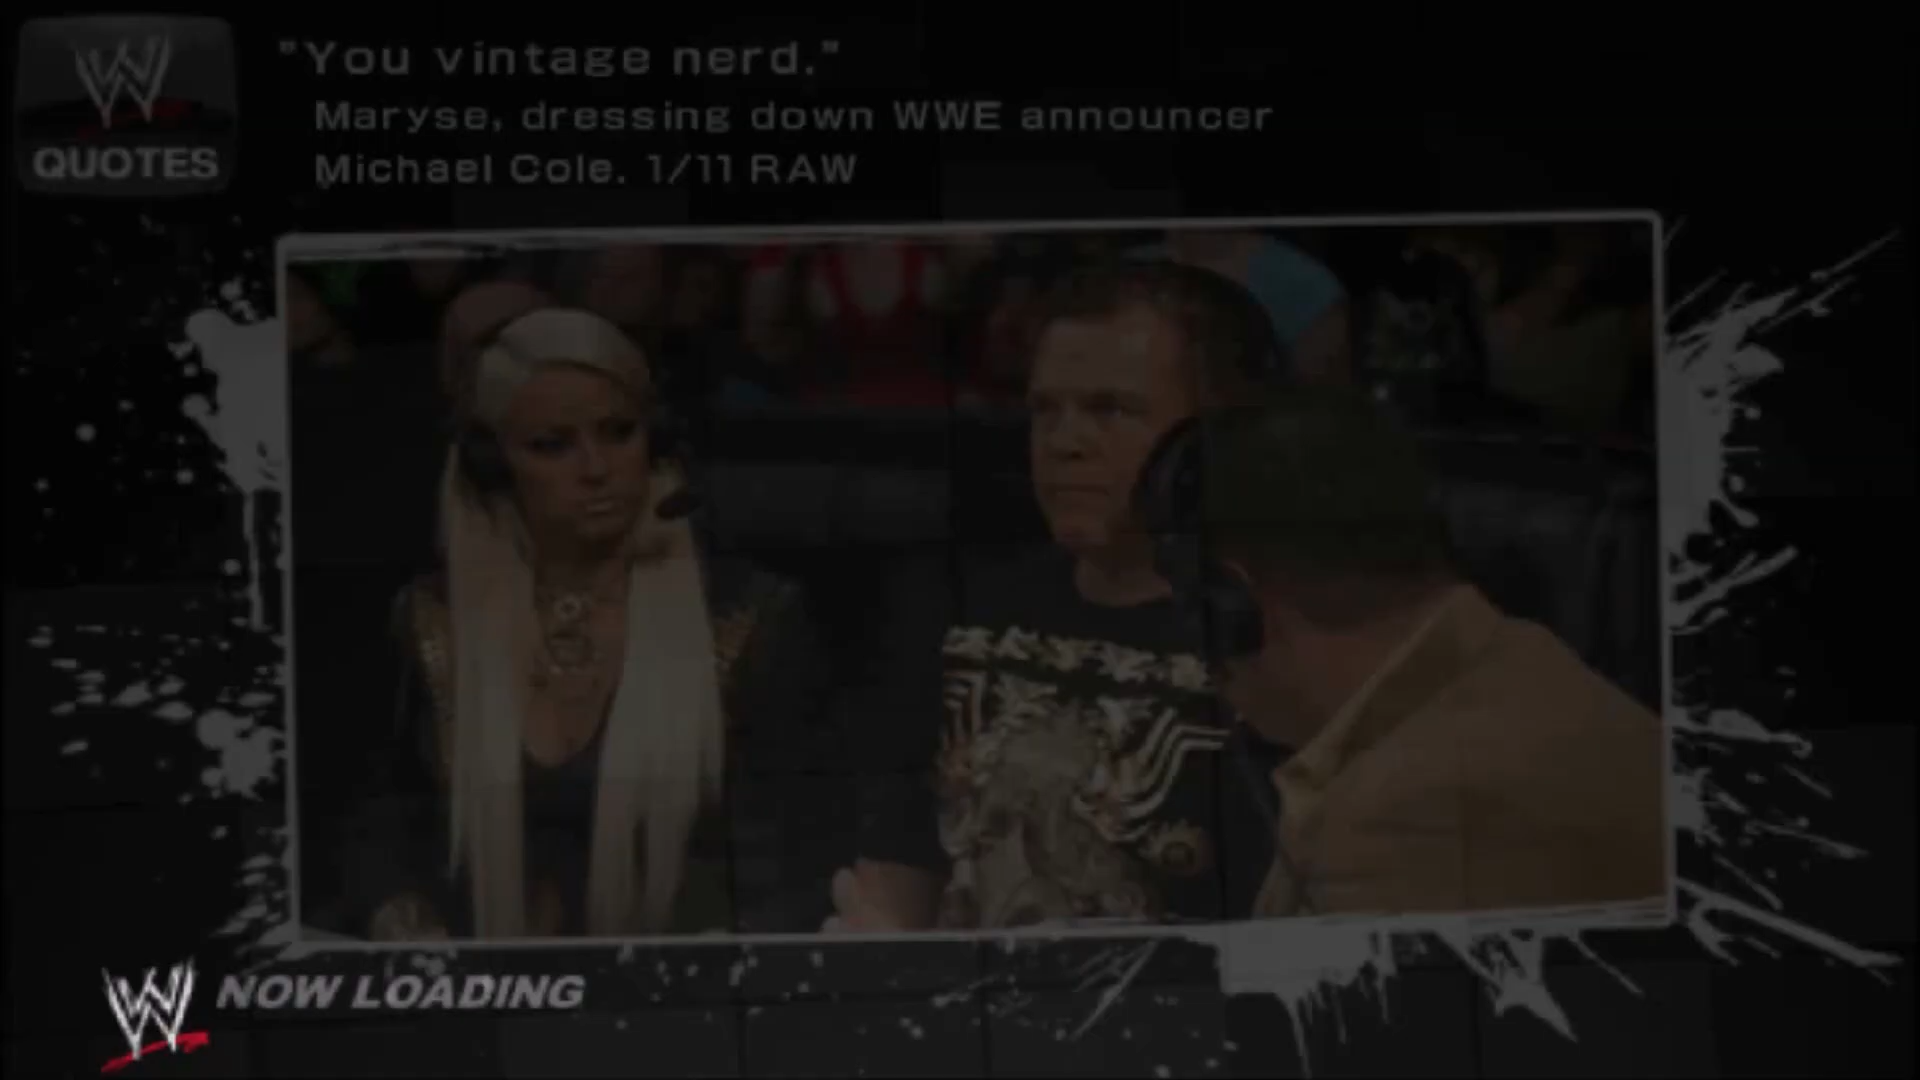 "You vintage nerd."
Maryse, dressing down WWE announcer
Michael Cole. 1/11 RAW
W
QUOTES
W NOW LOADING